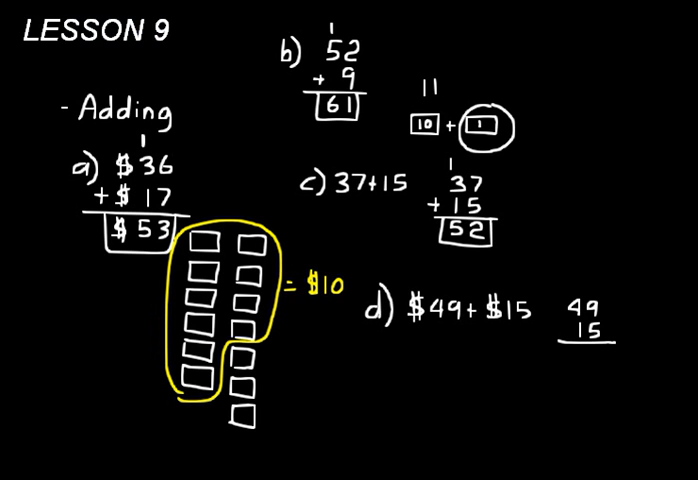 LESSON 9
- Adding
a) 1
$36
+ $ 17
$ 53
= $10
b) 1
52
+ 9
61
11
10 + 1
c) 37+15
1
37
+ 15
52
d) $49+ $15
49
15